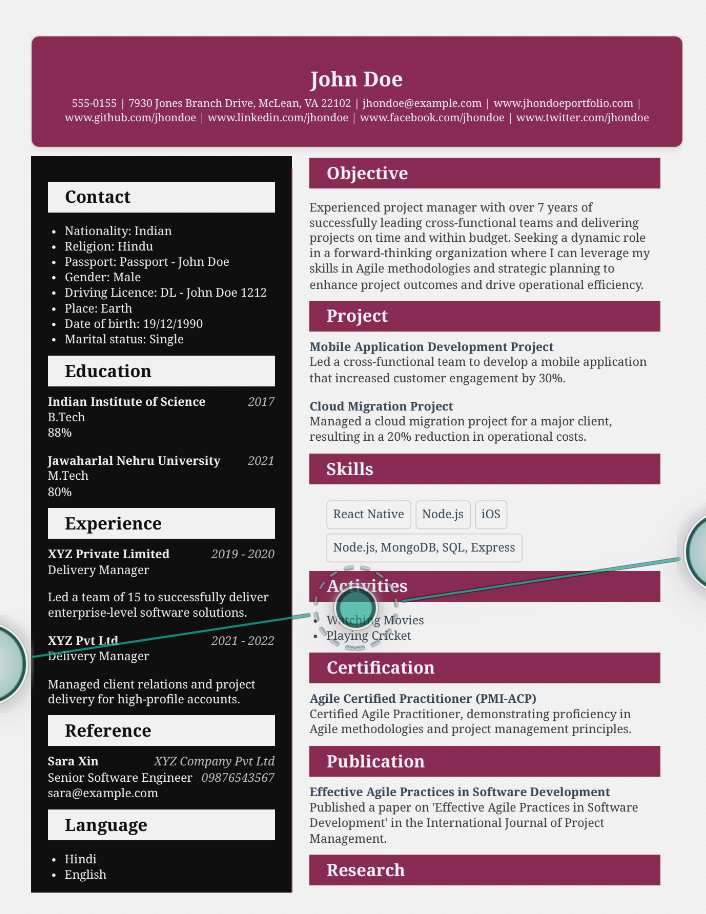 John Doe
555-0155 | 7930 Jones Branch Drive, McLean, VA 22102 | jhondoe@example.com | www.jhondoeportfolio.com |
www.github.com/jhondoe | www.linkedin.com/jhondoe | www.facebook.com/jhondoe | www.twitter.com/jhondoe
Contact
• Nationality: Indian
• Religion: Hindu
• Passport: Passport - John Doe
• Gender: Male
• Driving Licence: DL - John Doe 1212
• Place: Earth
• Date of birth: 19/12/1990
• Marital status: Single
Education
Indian Institute of Science 2017
B.Tech
88%
Jawaharlal Nehru University 2021
M.Tech
80%
Experience
XYZ Private Limited 2019 - 2020
Delivery Manager
Led a team of 15 to successfully deliver
enterprise-level software solutions.
XYZ Pvt Ltd 2021 - 2022
Delivery Manager
Managed client relations and project
delivery for high-profile accounts.
Reference
Sara Xin XYZ Company Pvt Ltd
Senior Software Engineer 09876543567
sara@example.com
Language
• Hindi
• English
Objective
Experienced project manager with over 7 years of
successfully leading cross-functional teams and delivering
projects on time and within budget. Seeking a dynamic role
in a forward-thinking organization where I can leverage my
skills in Agile methodologies and strategic planning to
enhance project outcomes and drive operational efficiency.
Project
Mobile Application Development Project
Led a cross-functional team to develop a mobile application
that increased customer engagement by 30%.
Cloud Migration Project
Managed a cloud migration project for a major client,
resulting in a 20% reduction in operational costs.
Skills
React Native Node.js iOS
Node.js, MongoDB, SQL, Express
Activities
• Watching Movies
• Playing Cricket
Certification
Agile Certified Practitioner (PMI-ACP)
Certified Agile Practitioner, demonstrating proficiency in
Agile methodologies and project management principles.
Publication
Effective Agile Practices in Software Development
Published a paper on 'Effective Agile Practices in Software
Development' in the International Journal of Project
Management.
Research